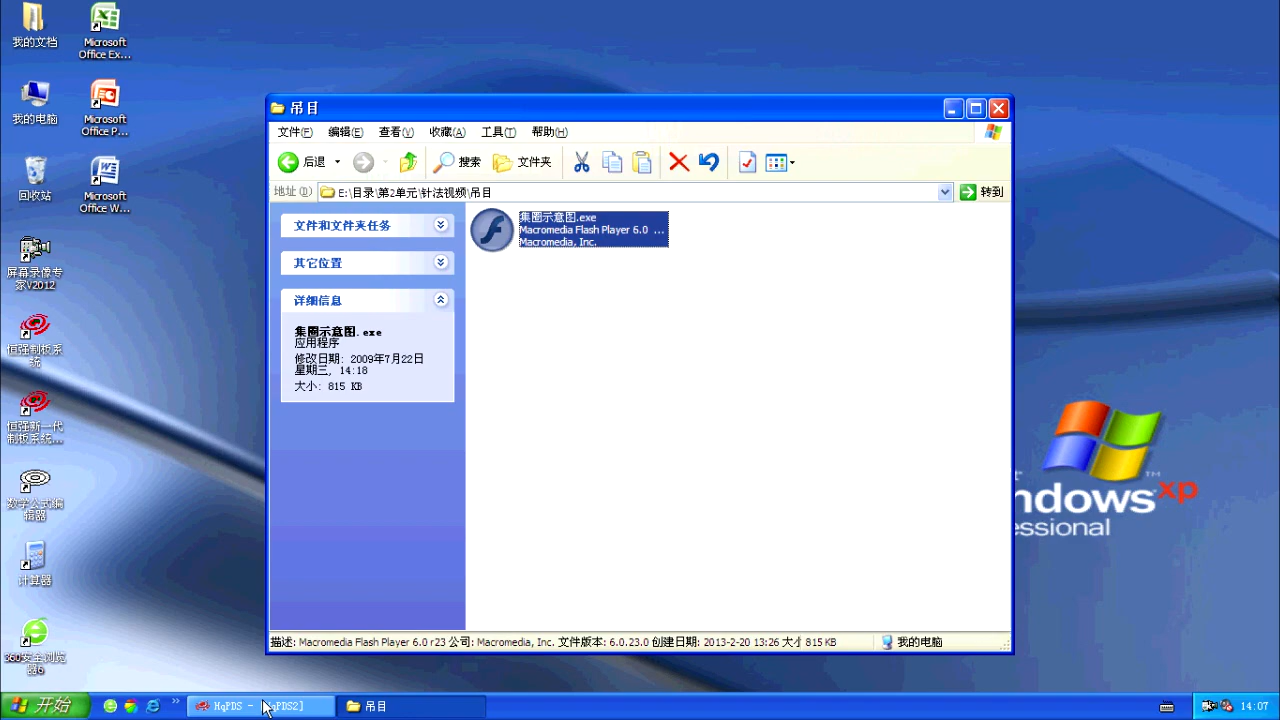 我的文档
Microsoft
Office Ex...
我的电脑
Microsoft
Office P...
回收站
Microsoft
Office W...
屏幕录像专
家V2012
恒强制板系
统
恒强新一代
制板系统...
数学公式编
辑器
计算器
360安全浏览
器6
吊目
文件(F) 编辑(E) 查看(V) 收藏(A) 工具(T) 帮助(H)
后退 搜索 文件夹
地址(D) E:\目录\第2单元\针法视频\吊目 转到
文件和文件夹任务
其它位置
详细信息
集圈示意图.exe
应用程序
修改日期: 2009年7月22日
星期三, 14:18
大小: 815 KB
集圈示意图.exe
Macromedia Flash Player 6.0 ...
Macromedia, Inc.
描述: Macromedia Flash Player 6.0 r23 公司: Macromedia, Inc. 文件版本: 6.0.23.0 创建日期: 2013-2-20 13:26 大小 815 KB 我的电脑
ndows xp
essional
TM
开始
HqPDS - 
吊目
14:07